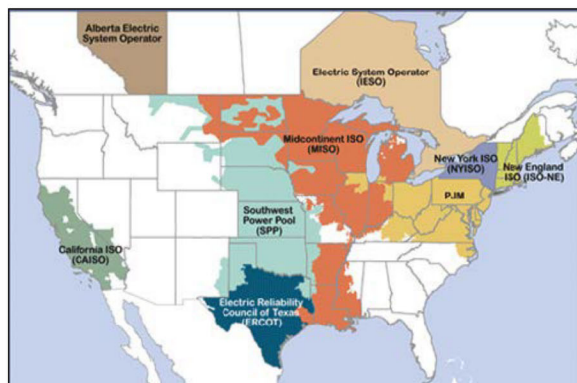 Alberta Electric
System Operator
Electric System Operator
(IESO)
Midcontinent ISO
(MISO)
New York ISO
(NYISO)
New England
ISO (ISO-NE)
PJM
Southwest
Power Pool
(SPP)
California ISO
(CAISO)
Electric Reliability
Council of Texas
(ERCOT)